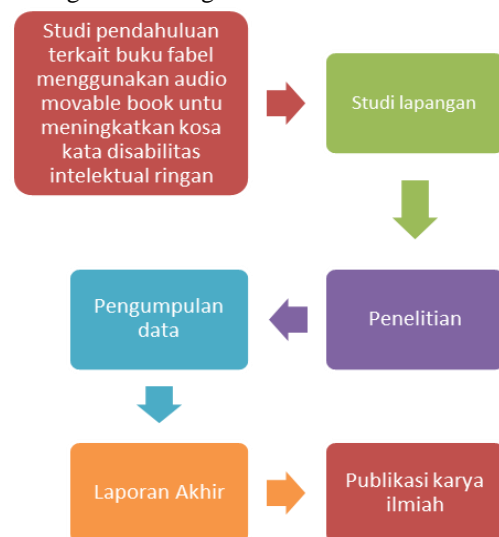 Studi pendahuluan
terkait buku fabel
menggunakan audio
movable book untu
meningkatkan kosa
kata disabilitas
intelektual ringan
Studi lapangan
Penelitian
Pengumpulan
data
Laporan Akhir
Publikasi karya
ilmiah